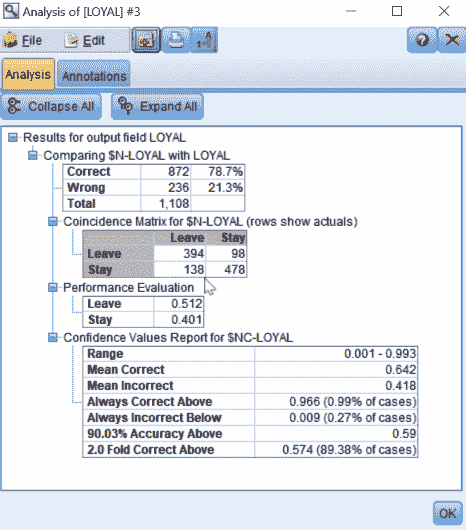 Analysis of [LOYAL] #3
File Edit
Analysis Annotations
Collapse All Expand All
Results for output field LOYAL
Comparing $N-LOYAL with LOYAL
Correct 872 78.7%
Wrong 236 21.3%
Total 1,108
Coincidence Matrix for $N-LOYAL (rows show actuals)
Leave Stay
Leave 394 98
Stay 138 478
Performance Evaluation
Leave 0.512
Stay 0.401
Confidence Values Report for $NC-LOYAL
Range 0.001 - 0.993
Mean Correct 0.642
Mean Incorrect 0.418
Always Correct Above 0.966 (0.99% of cases)
Always Incorrect Below 0.009 (0.27% of cases)
90.03% Accuracy Above 0.59
2.0 Fold Correct Above 0.574 (89.38% of cases)
OK